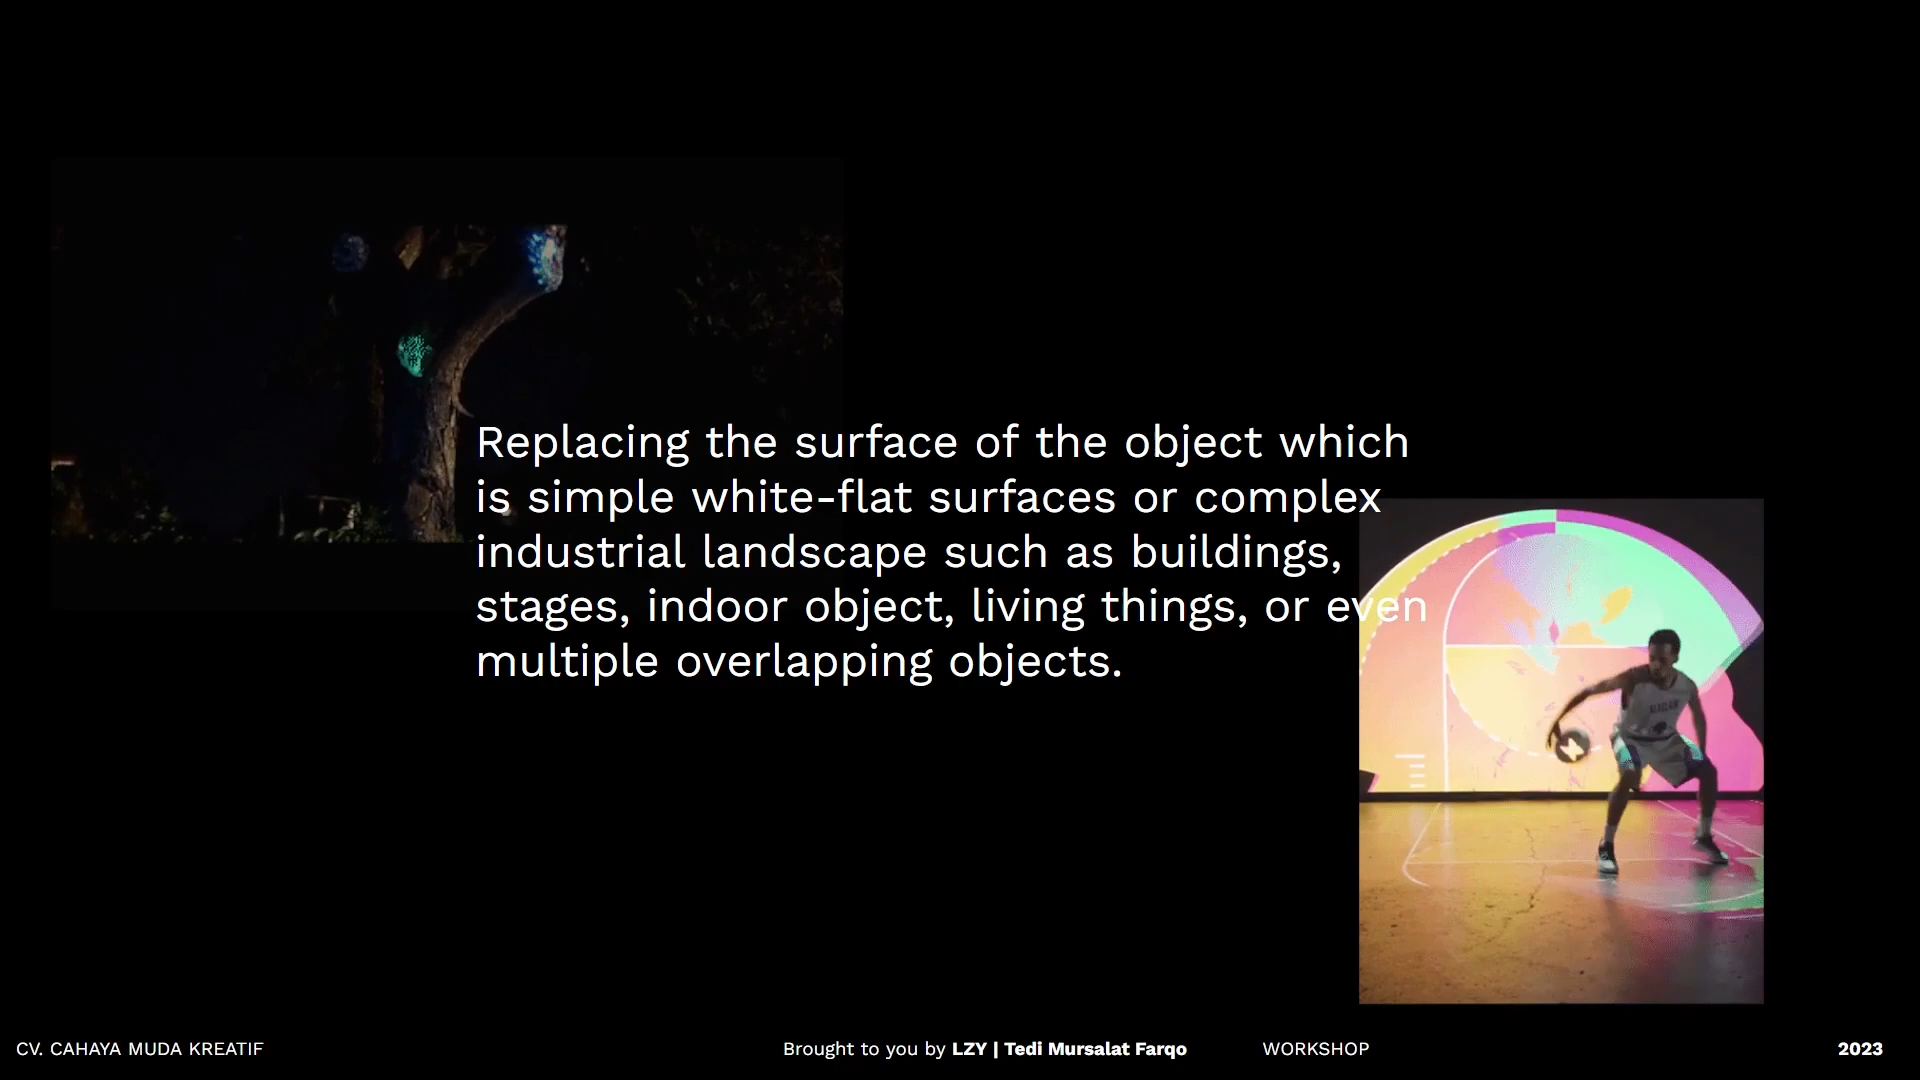 Replacing the surface of the object which
is simple white-flat surfaces or complex
industrial landscape such as buildings,
stages, indoor object, living things, or even
multiple overlapping objects.
CV. CAHAYA MUDA KREATIF
Brought to you by LZY | Tedi Mursalat Farqo
WORKSHOP
2023